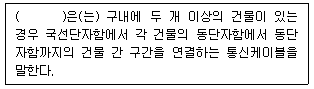 (      )은(는) 구내에 두 개 이상의 건물이 있는
경우 국선단자함에서 각 건물의 동단자함에서 동단
자함까지의 건물 간 구간을 연결하는 통신케이블을
말한다.